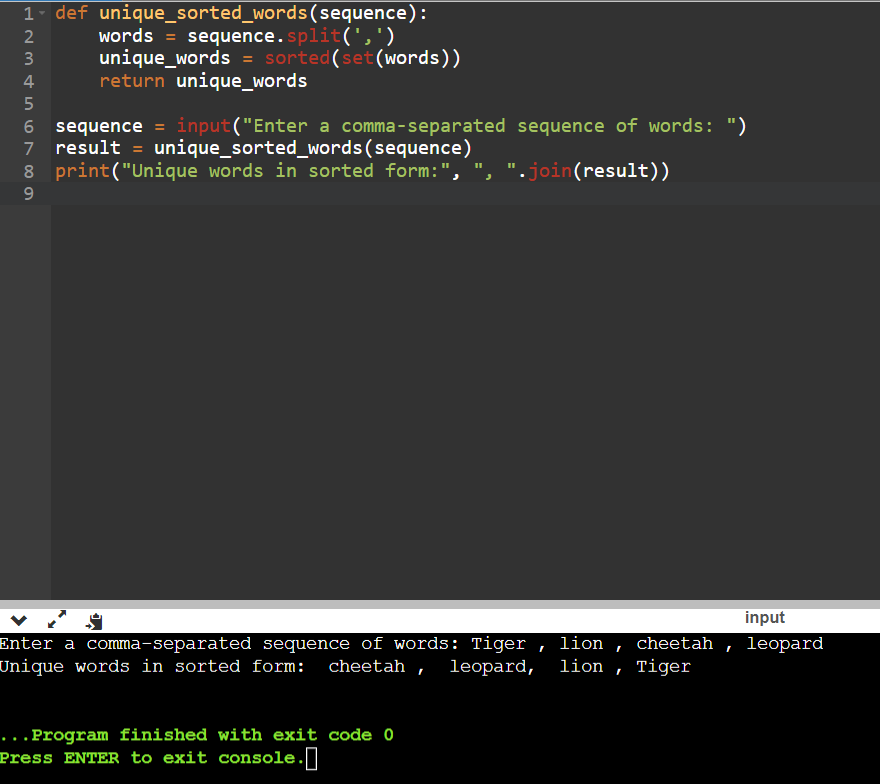 1 def unique_sorted_words(sequence):
2     words = sequence.split(',')
3     unique_words = sorted(set(words))
4     return unique_words
5
6 sequence = input("Enter a comma-separated sequence of words: ")
7 result = unique_sorted_words(sequence)
8 print("Unique words in sorted form:", ", ".join(result))
9
input
Enter a comma-separated sequence of words: Tiger , lion , cheetah , leopard
Unique words in sorted form:  cheetah ,  leopard,  lion , Tiger
...Program finished with exit code 0
Press ENTER to exit console.